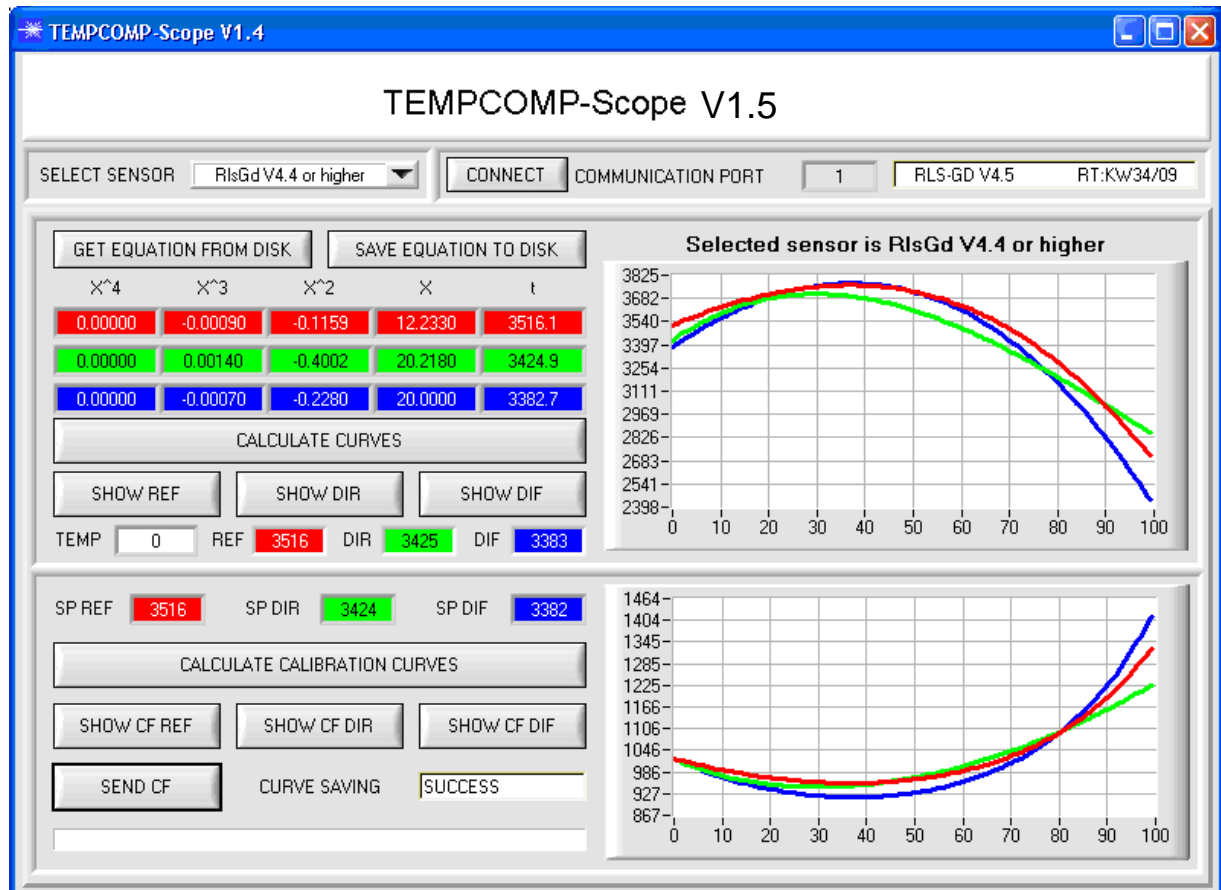 TEMPCOMP-Scope V1.4
TEMPCOMP-Scope V1.5
SELECT SENSOR RlsGd V4.4 or higher CONNECT COMMUNICATION PORT 1 RLS-GD V4.5 RT:KW34/09
GET EQUATION FROM DISK SAVE EQUATION TO DISK
X^4 X^3 X^2 X t
0.00000 -0.00090 -0.1159 12.2330 3516.1
0.00000 0.00140 -0.4002 20.2180 3424.9
0.00000 -0.00070 -0.2280 20.0000 3382.7
CALCULATE CURVES
SHOW REF SHOW DIR SHOW DIF
TEMP 0 REF 3516 DIR 3425 DIF 3383
Selected sensor is RlsGd V4.4 or higher
3825
3682
3540
3397
3254
3111
2969
2826
2683
2541
2398
0 10 20 30 40 50 60 70 80 90 100
SP REF 3516 SP DIR 3424 SP DIF 3382
CALCULATE CALIBRATION CURVES
SHOW CF REF SHOW CF DIR SHOW CF DIF
SEND CF CURVE SAVING SUCCESS
1464
1404
1345
1285
1225
1166
1106
1046
986
927
867
0 10 20 30 40 50 60 70 80 90 100